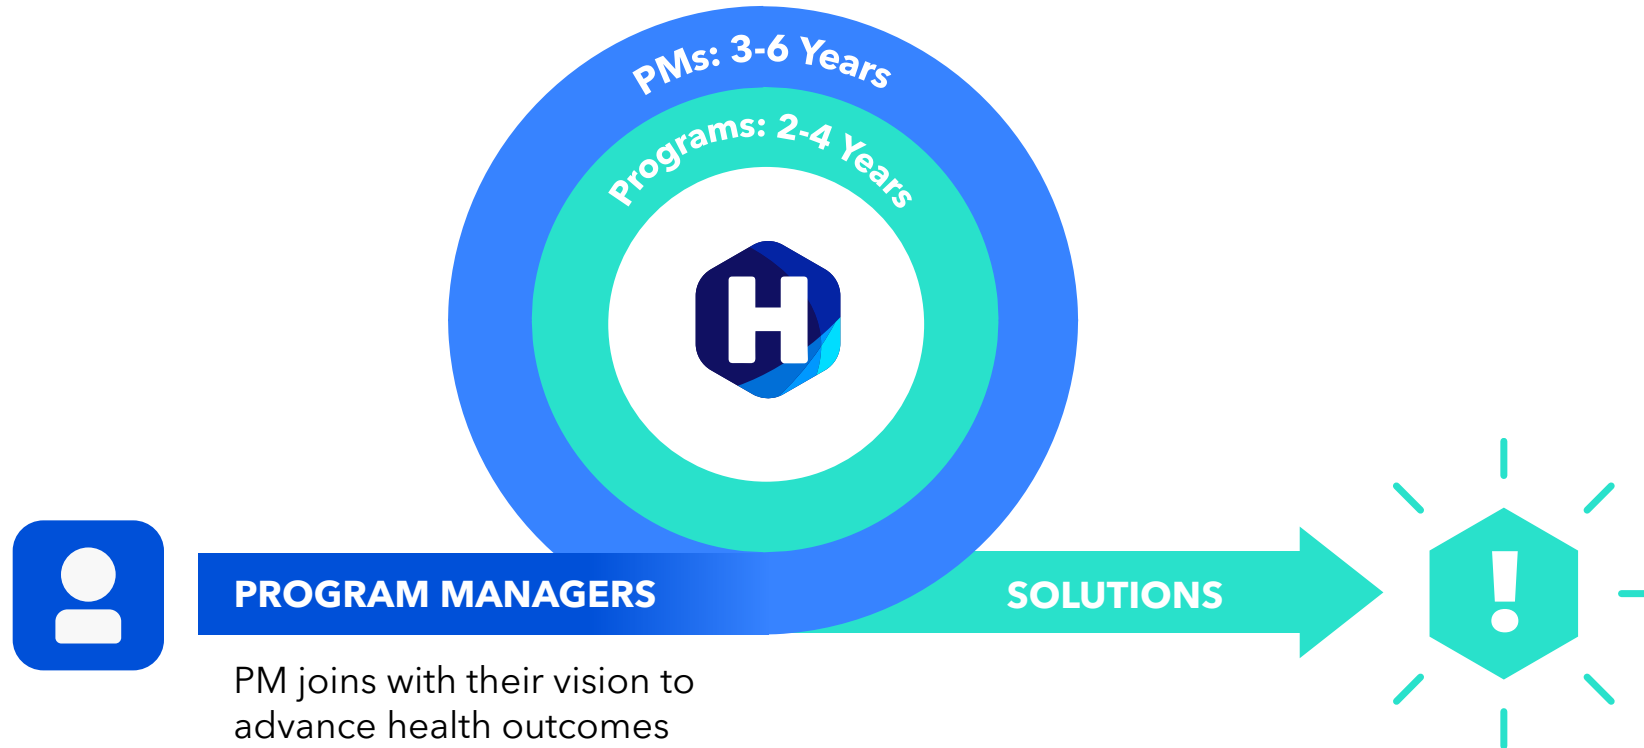 PMs: 3-6 Years
Programs: 2-4 Years
H
PROGRAM MANAGERS
SOLUTIONS
!
PM joins with their vision to
advance health outcomes